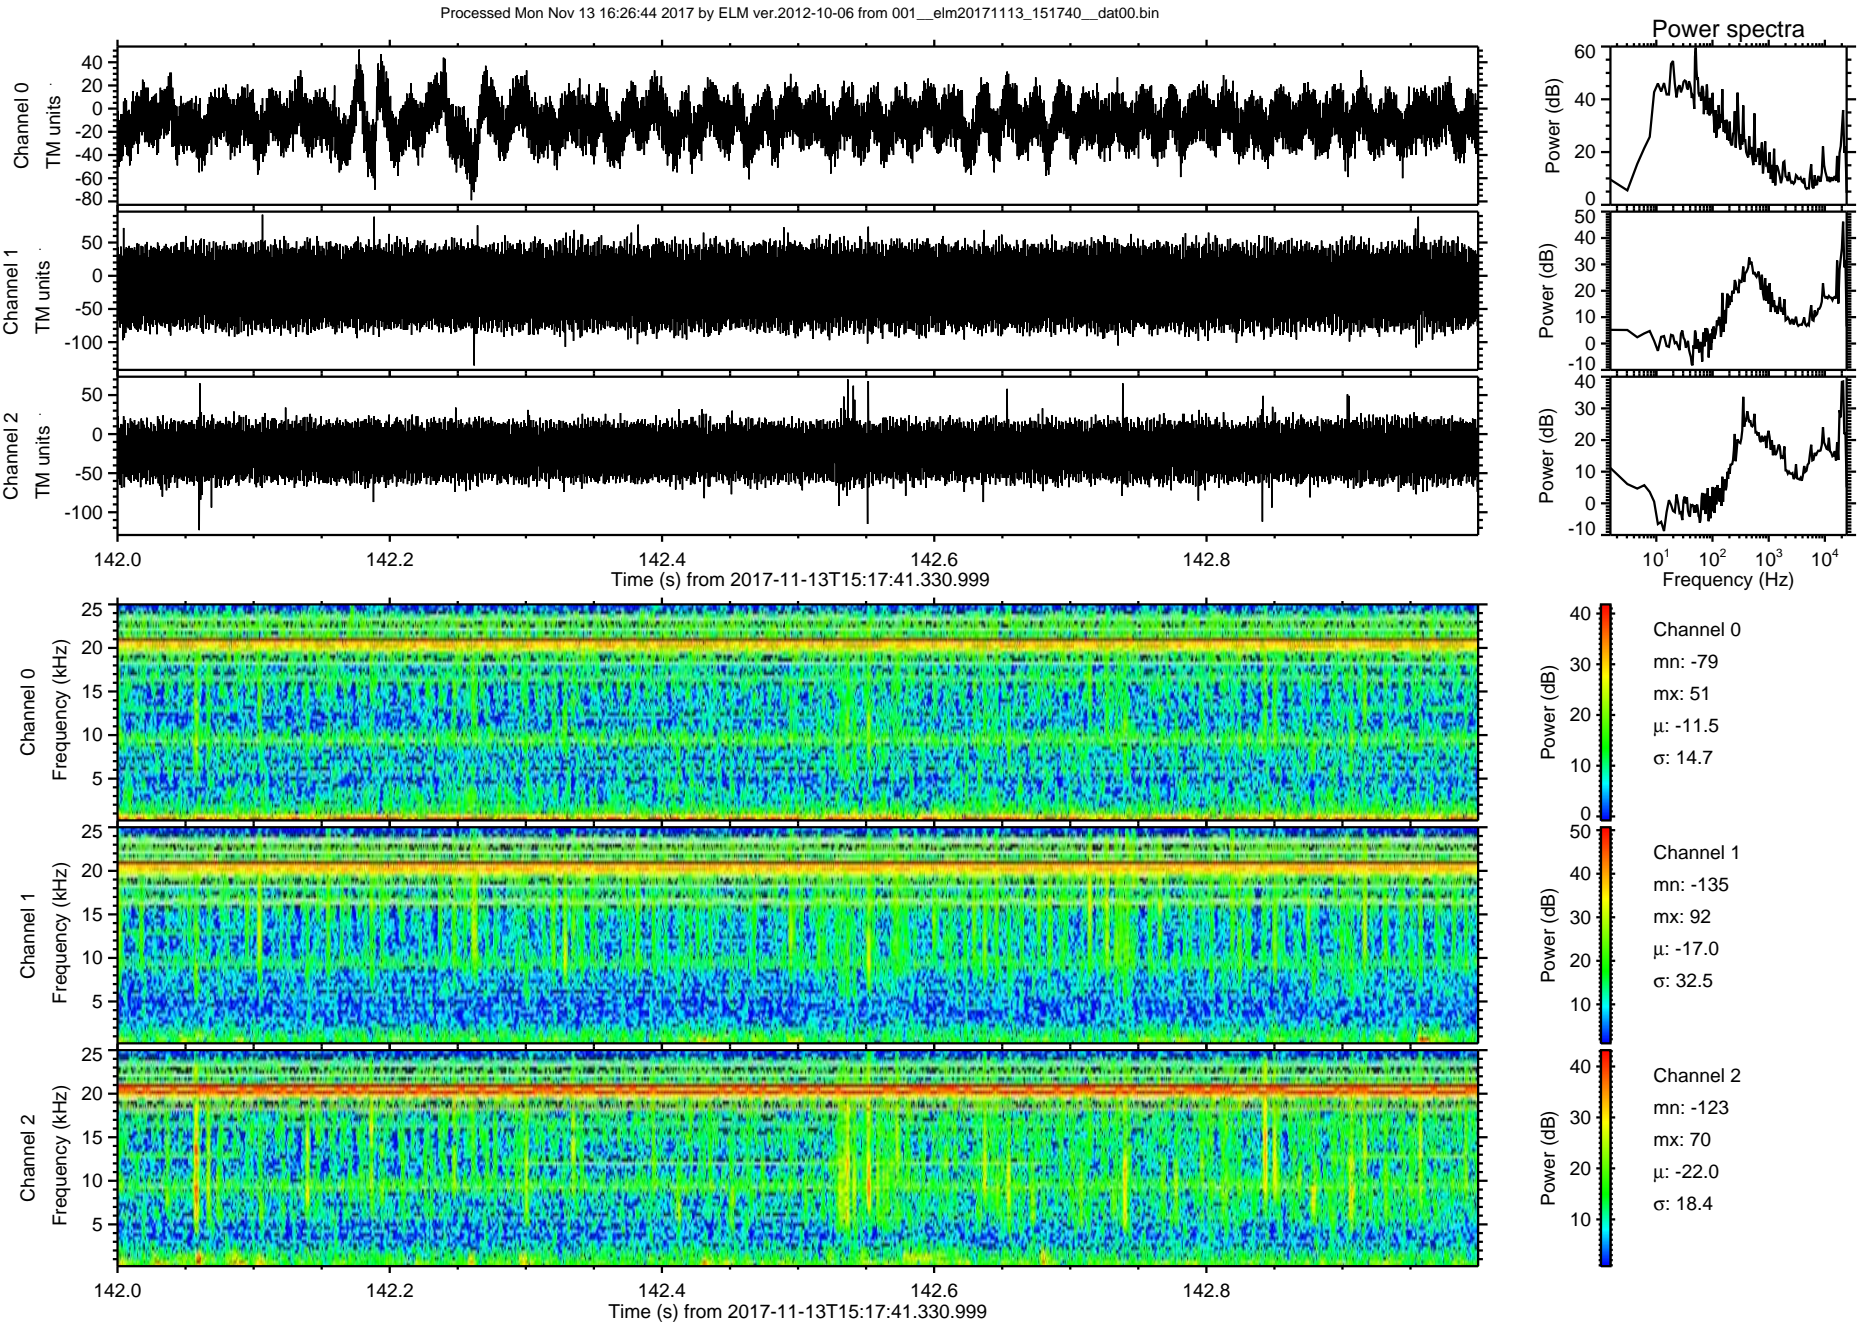 Processed Mon Nov 13 16:26:44 2017 by ELM ver.2012-10-06 from 001__elm20171113_151740__dat00.bin
Power spectra
Channel 0
TM units
40
20
0
-20
-40
-60
-80
Power (dB)
60
40
20
0
Channel 1
TM units
50
0
-50
-100
Power (dB)
50
40
30
20
10
0
-10
Channel 2
TM units
50
0
-50
-100
Power (dB)
40
30
20
10
0
-10
142.0 142.2 142.4 142.6 142.8
Time (s) from 2017-11-13T15:17:41.330.999
10¹ 10² 10³ 10⁴
Frequency (Hz)
Channel 0
Frequency (kHz)
25
20
15
10
5
Power (dB)
40
30
20
10
0
Channel 0
mn: -79
mx: 51
μ: -11.5
σ: 14.7
Channel 1
Frequency (kHz)
25
20
15
10
5
Power (dB)
50
40
30
20
10
Channel 1
mn: -135
mx: 92
μ: -17.0
σ: 32.5
Channel 2
Frequency (kHz)
25
20
15
10
5
Power (dB)
40
30
20
10
Channel 2
mn: -123
mx: 70
μ: -22.0
σ: 18.4
142.0 142.2 142.4 142.6 142.8
Time (s) from 2017-11-13T15:17:41.330.999